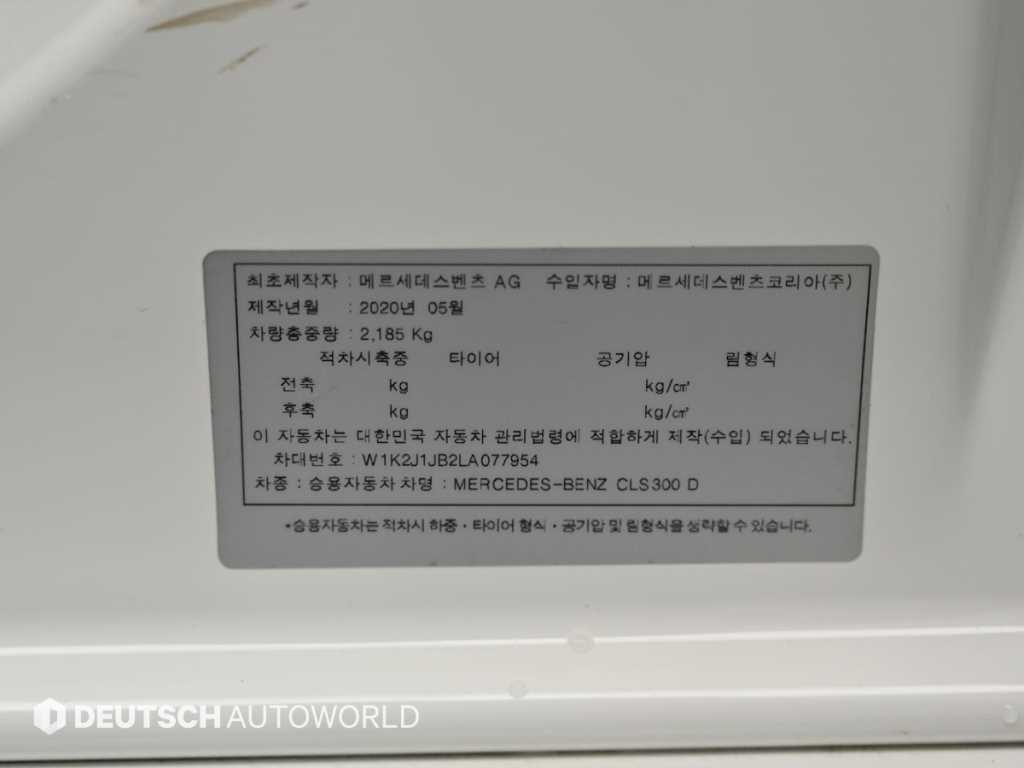 최초제작자 : 메르세데스벤츠 AG 수입자명 : 메르세데스벤츠코리아(주)
제작년월 : 2020년 05월
차량총중량 : 2,185 Kg
적차시축중 타이어 공기압 림형식
전축 kg kg/㎠
후축 kg kg/㎠
이 자동차는 대한민국 자동차 관리법령에 적합하게 제작(수입) 되었습니다.
차대번호 : W1K2J1JB2LA077954
차종 : 승용자동차 차명 : MERCEDES-BENZ CLS300 D
*승용자동차는 적차시 하중 · 타이어 형식 · 공기압 및 림형식을 생략할 수 있습니다.
DEUTSCH AUTOWORLD